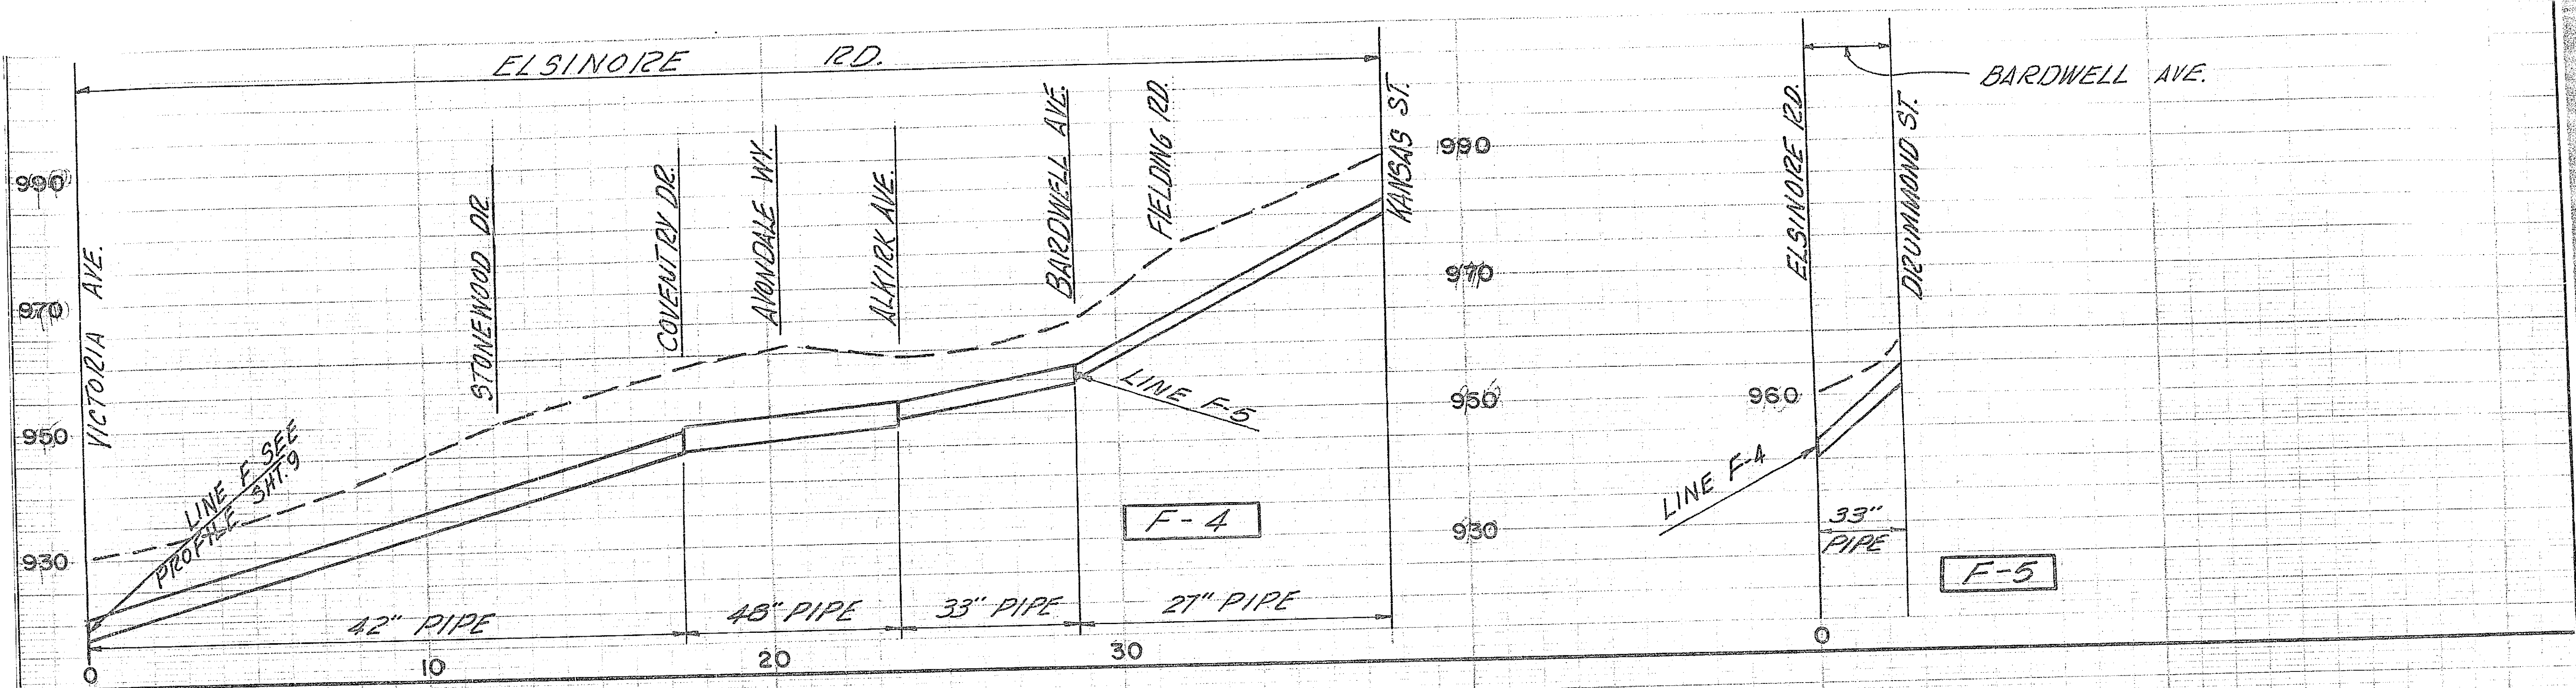 ELSINORE RD.
BARDWELL AVE.
VICTORIA AVE.
STONEWOOD DR.
COVENTRY DR.
AVONDALE WY.
ALKIRK AVE.
BARDWELL AVE.
FIELDING RD.
KANSAS ST.
ELSINORE RD.
DRUMMOND ST.
990
970
950
930
990
970
950
930
960
LINE F SEE
PROFILE SHT. 9
LINE F-5
LINE F-4
F-4
F-5
42" PIPE
48" PIPE
33" PIPE
27" PIPE
33"
PIPE
0
10
20
30
0